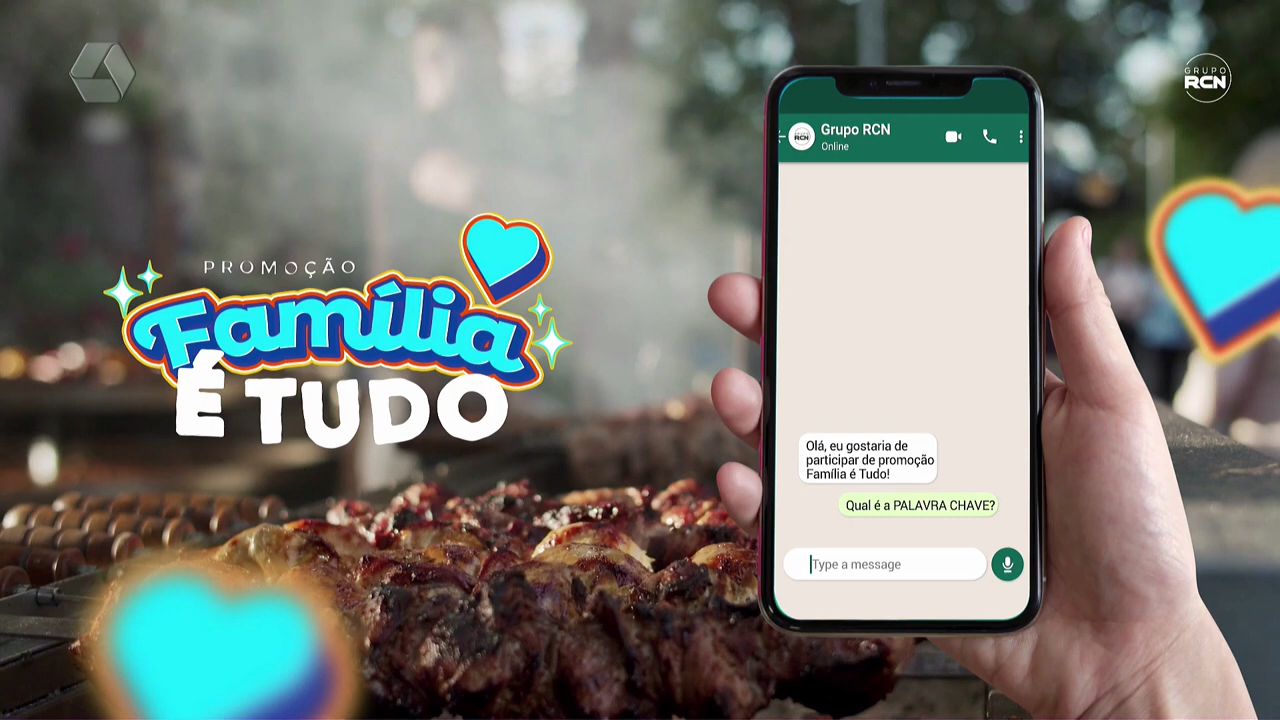 PROMOÇÃO
Família
É TUDO
GRUPO
RCN
RCN
Grupo RCN
Online
Olá, eu gostaria de
participar de promoção
Família é Tudo!
Qual é a PALAVRA CHAVE?
Type a message